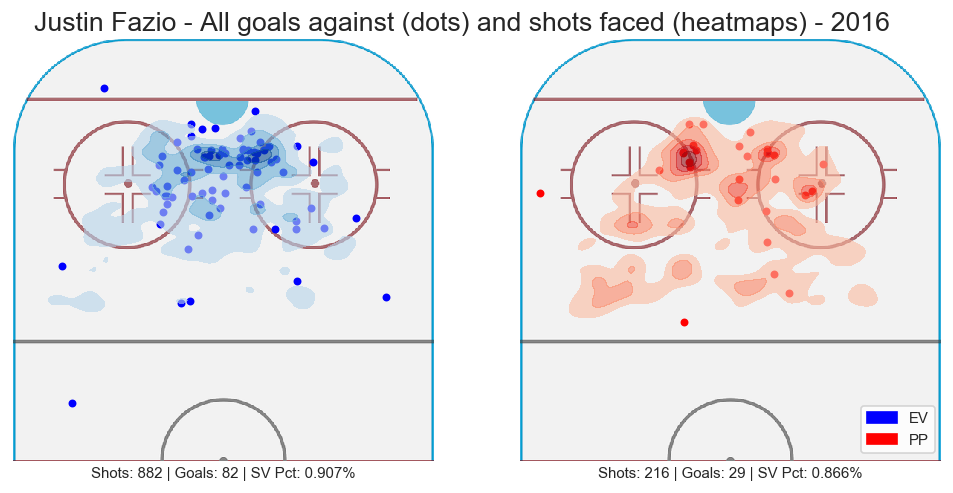 Justin Fazio - All goals against (dots) and shots faced (heatmaps) - 2016
EV
PP
Shots: 882 | Goals: 82 | SV Pct: 0.907%
Shots: 216 | Goals: 29 | SV Pct: 0.866%